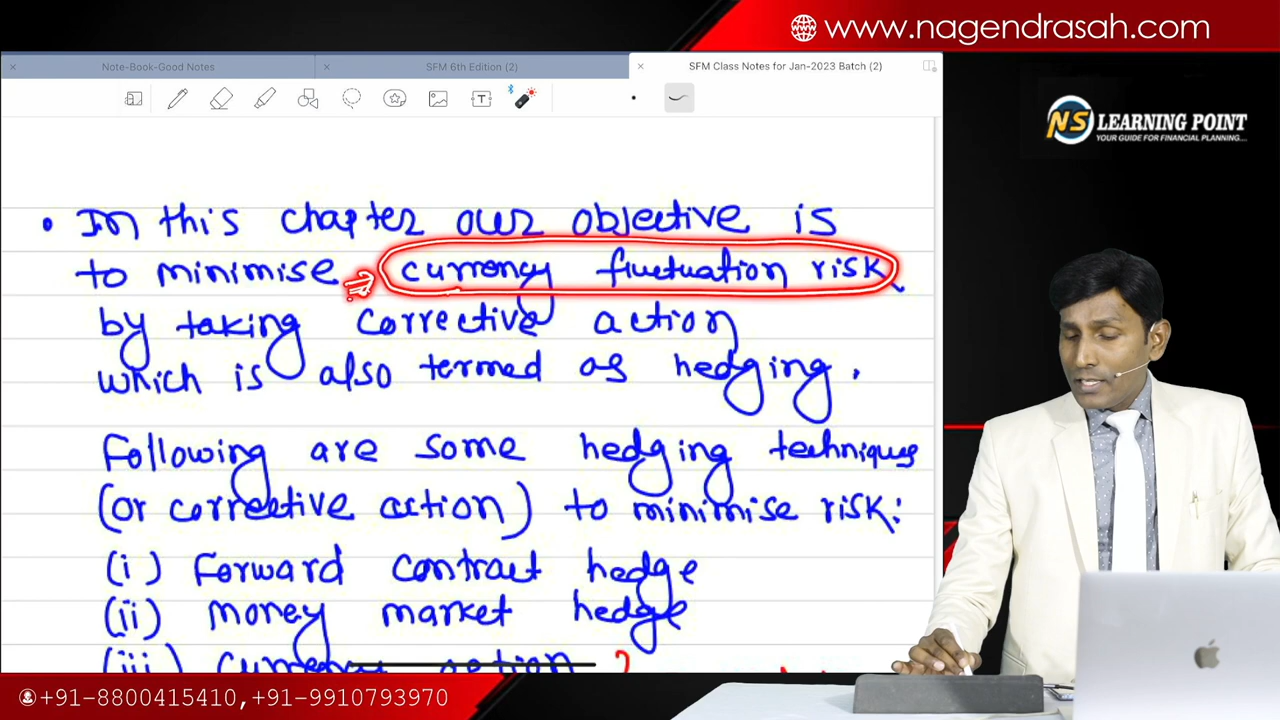 www.nagendrasah.com
Note-Book-Good Notes
SFM 6th Edition (2)
SFM Class Notes for Jan-2023 Batch (2)
NS LEARNING POINT
YOUR GUIDE FOR FINANCIAL PLANNING....
• In this chapter our objective is
to minimise ⇒ currency fluctuation risk
by taking corrective action
which is also termed as hedging.
Following are some hedging techniques
(or corrective action) to minimise risk:
(i) Forward contract hedge
(ii) money market hedge
(iii)
+91-8800415410,+91-9910793970